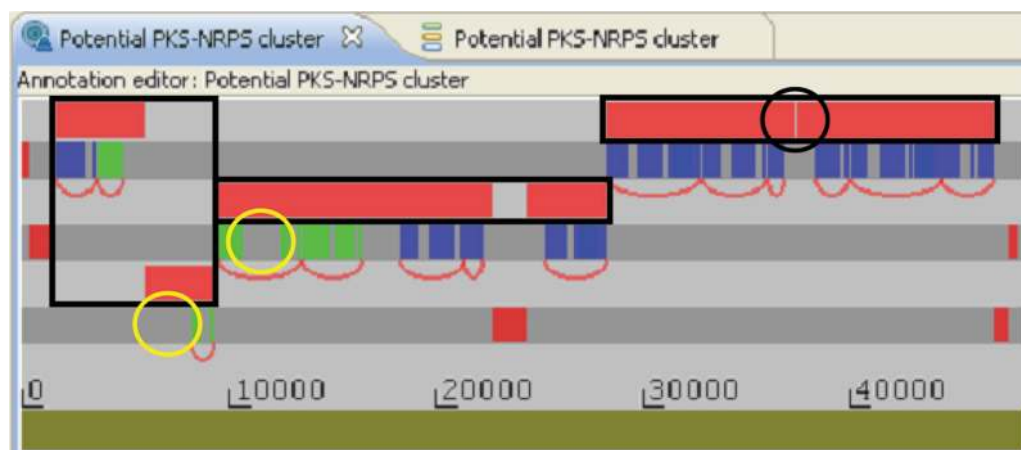 Potential PKS-NRPS cluster Potential PKS-NRPS cluster
Annotation editor: Potential PKS-NRPS cluster
0 10000 20000 30000 40000